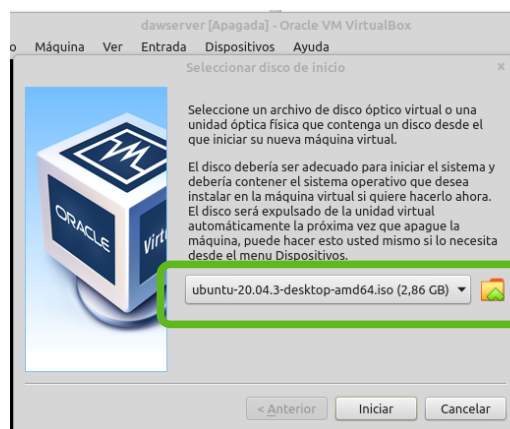 dawserver [Apagada] - Oracle VM VirtualBox
o Máquina Ver Entrada Dispositivos Ayuda
Seleccionar disco de inicio x
Seleccione un archivo de disco óptico virtual o una
unidad óptica física que contenga un disco desde el
que iniciar su nueva máquina virtual.
El disco debería ser adecuado para iniciar el sistema y
debería contener el sistema operativo que desea
instalar en la máquina virtual si quiere hacerlo ahora.
El disco será expulsado de la unidad virtual
automáticamente la próxima vez que apague la
máquina, puede hacer esto usted mismo si lo necesita
desde el menu Dispositivos.
ORACLE
Virt
ubuntu-20.04.3-desktop-amd64.iso (2,86 GB)
< Anterior Iniciar Cancelar